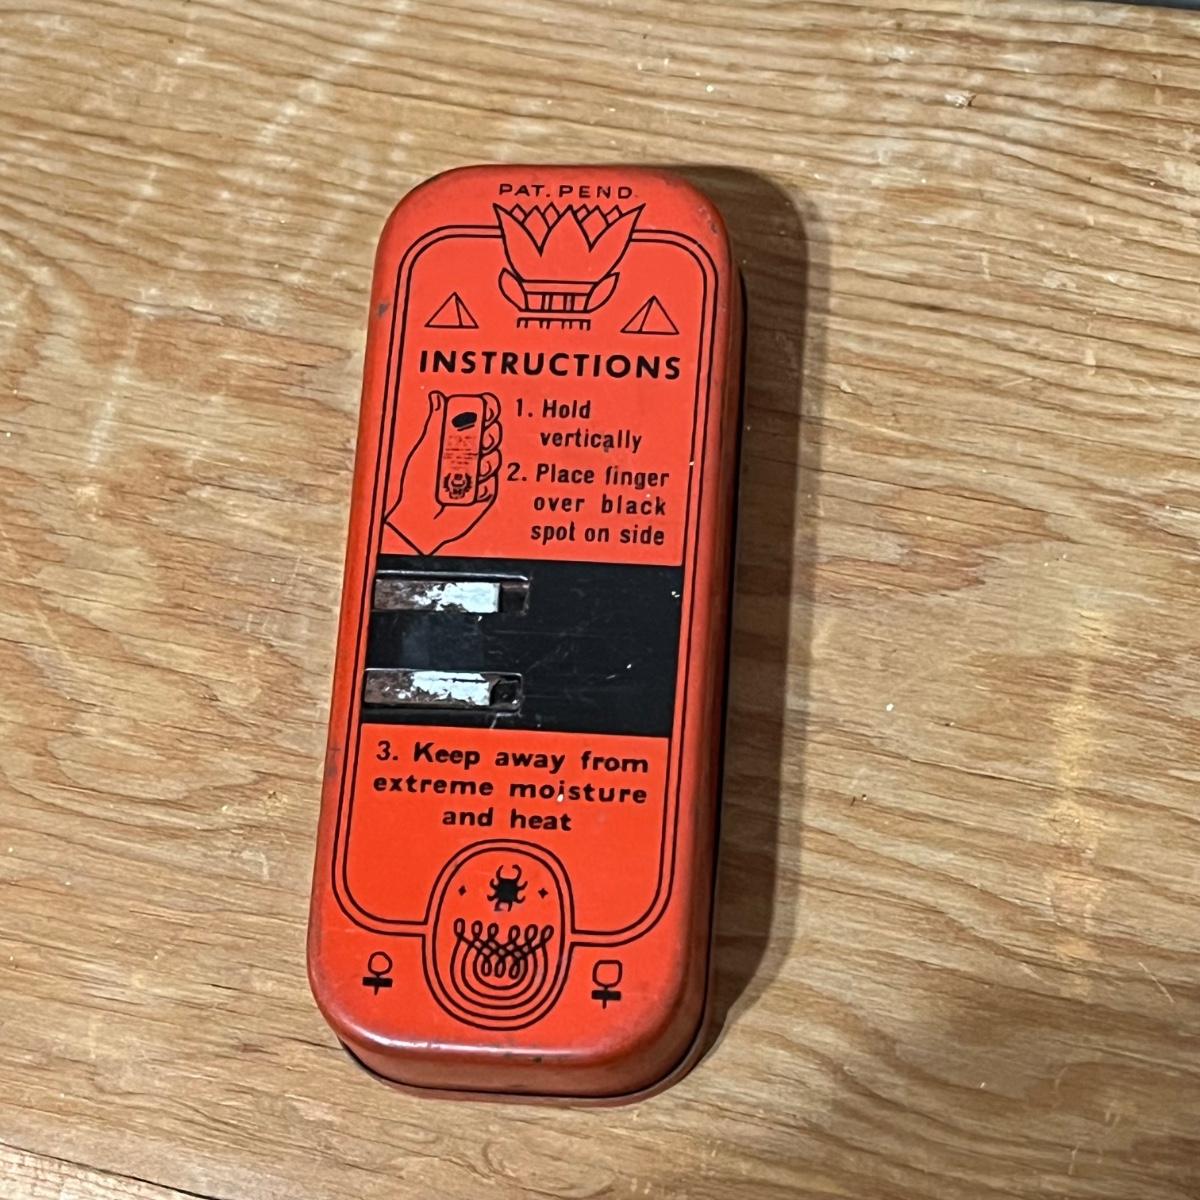 PAT. PEND.
INSTRUCTIONS
1. Hold
vertically
2. Place finger
over black
spot on side
3. Keep away from
extreme moisture
and heat